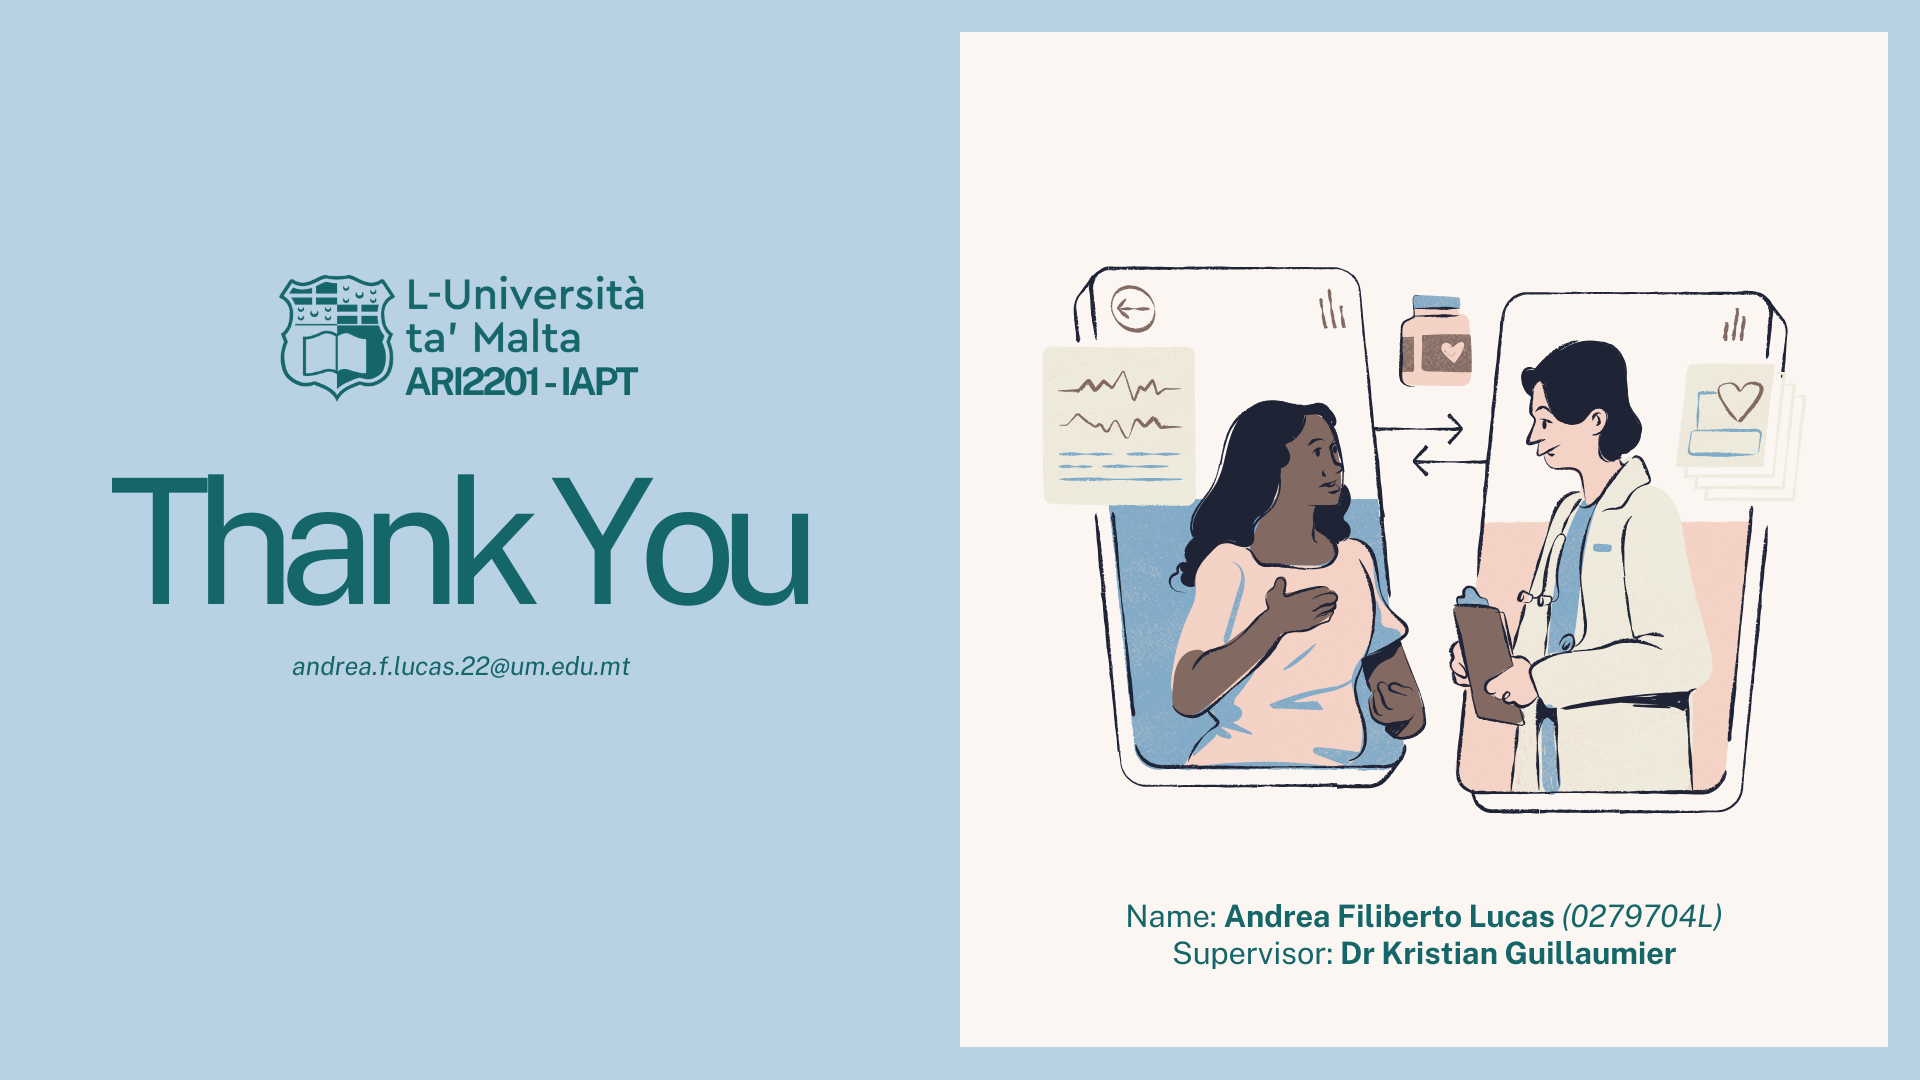 L-Università
ta' Malta
ARI2201 - IAPT
Thank You
andrea.f.lucas.22@um.edu.mt
Name: Andrea Filiberto Lucas (0279704L)
Supervisor: Dr Kristian Guillaumier